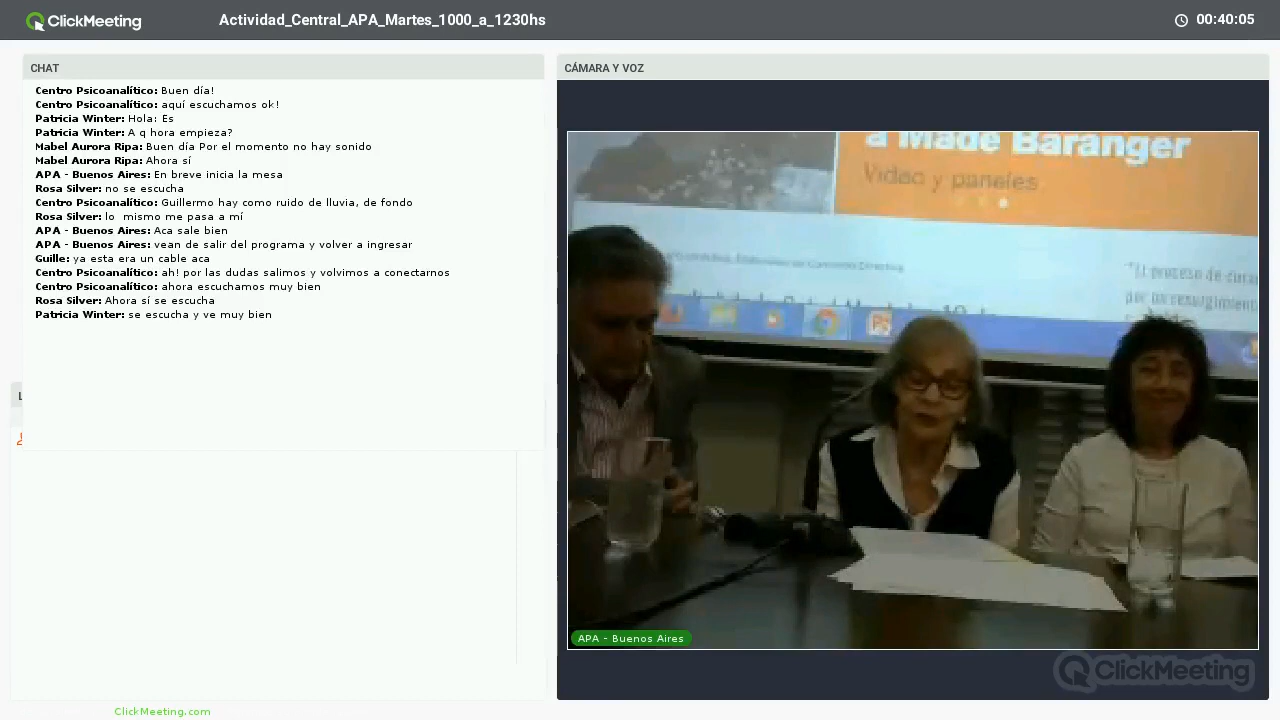 ClickMeeting
Actividad_Central_APA_Martes_1000_a_1230hs
00:40:05
CHAT
Centro Psicoanalítico: Buen día!
Centro Psicoanalítico: aquí escuchamos ok!
Patricia Winter: Hola: Es
Patricia Winter: A q hora empieza?
Mabel Aurora Ripa: Buen día Por el momento no hay sonido
Mabel Aurora Ripa: Ahora sí
APA - Buenos Aires: En breve inicia la mesa
Rosa Silver: no se escucha
Centro Psicoanalítico: Guillermo hay como ruido de lluvia, de fondo
Rosa Silver: lo mismo me pasa a mí
APA - Buenos Aires: Aca sale bien
APA - Buenos Aires: vean de salir del programa y volver a ingresar
Guille: ya esta era un cable aca
Centro Psicoanalítico: ah! por las dudas salimos y volvimos a conectarnos
Centro Psicoanalítico: ahora escuchamos muy bien
Rosa Silver: Ahora sí se escucha
Patricia Winter: se escucha y ve muy bien
ClickMeeting.com
CÁMARA Y VOZ
a Madé Baranger
Video y paneles
"El proceso de
por un resurgimiento
APA - Buenos Aires
ClickMeeting